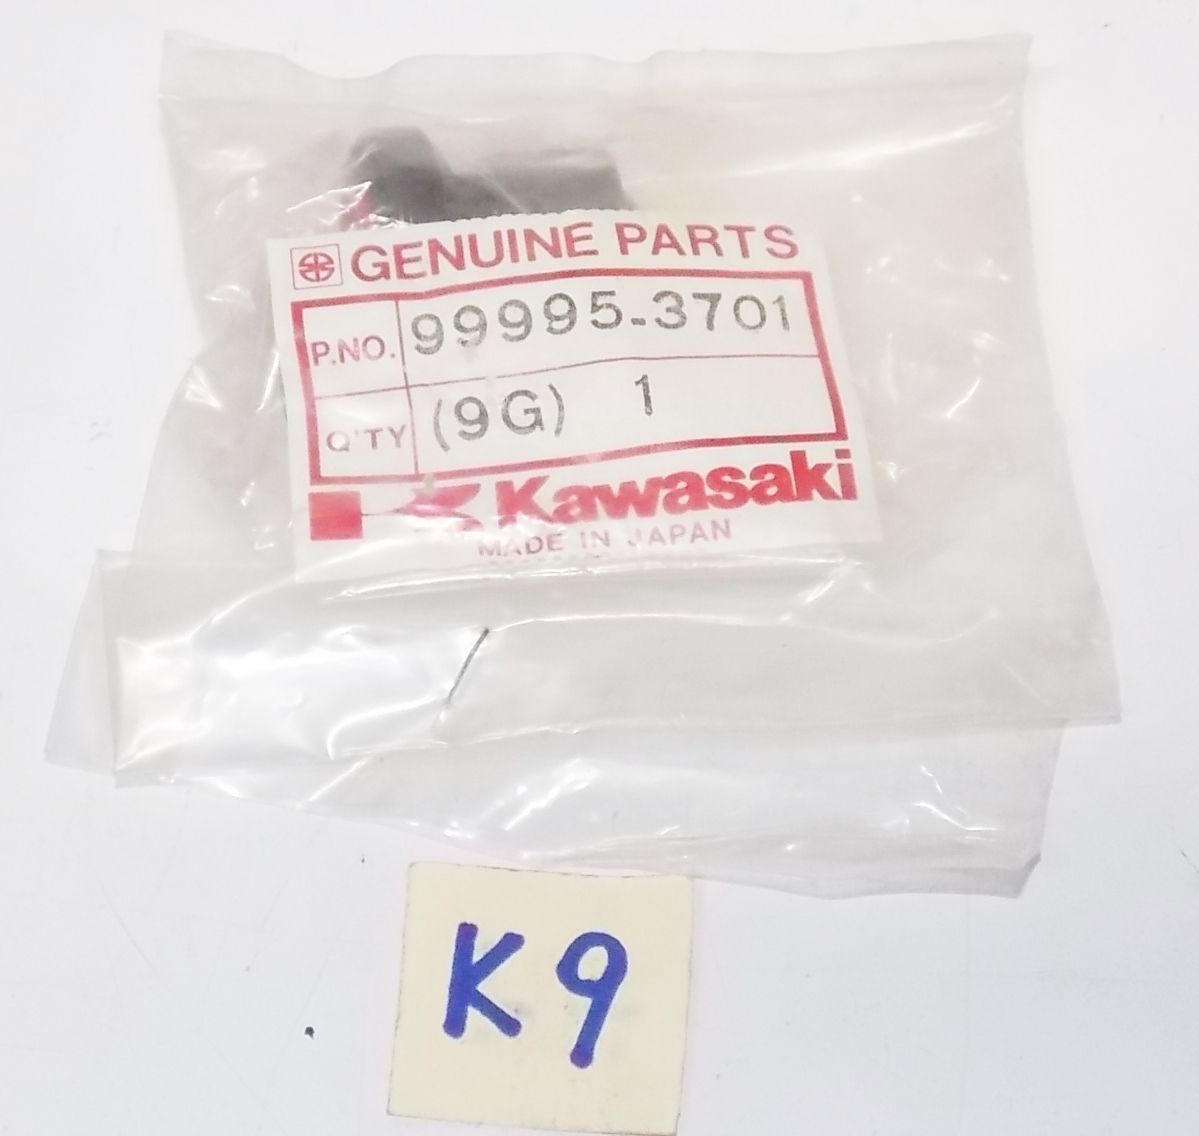 GENUINE PARTS
P.NO. 99995-3701
Q'TY (9G) 1
Kawasaki
MADE IN JAPAN
K9